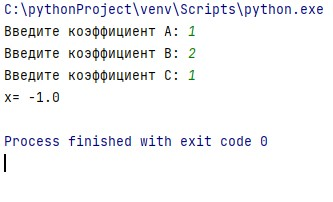 C:\pythonProject\venv\Scripts\python.exe
Введите коэффициент A: 1
Введите коэффициент B: 2
Введите коэффициент C: 1
x= -1.0
Process finished with exit code 0